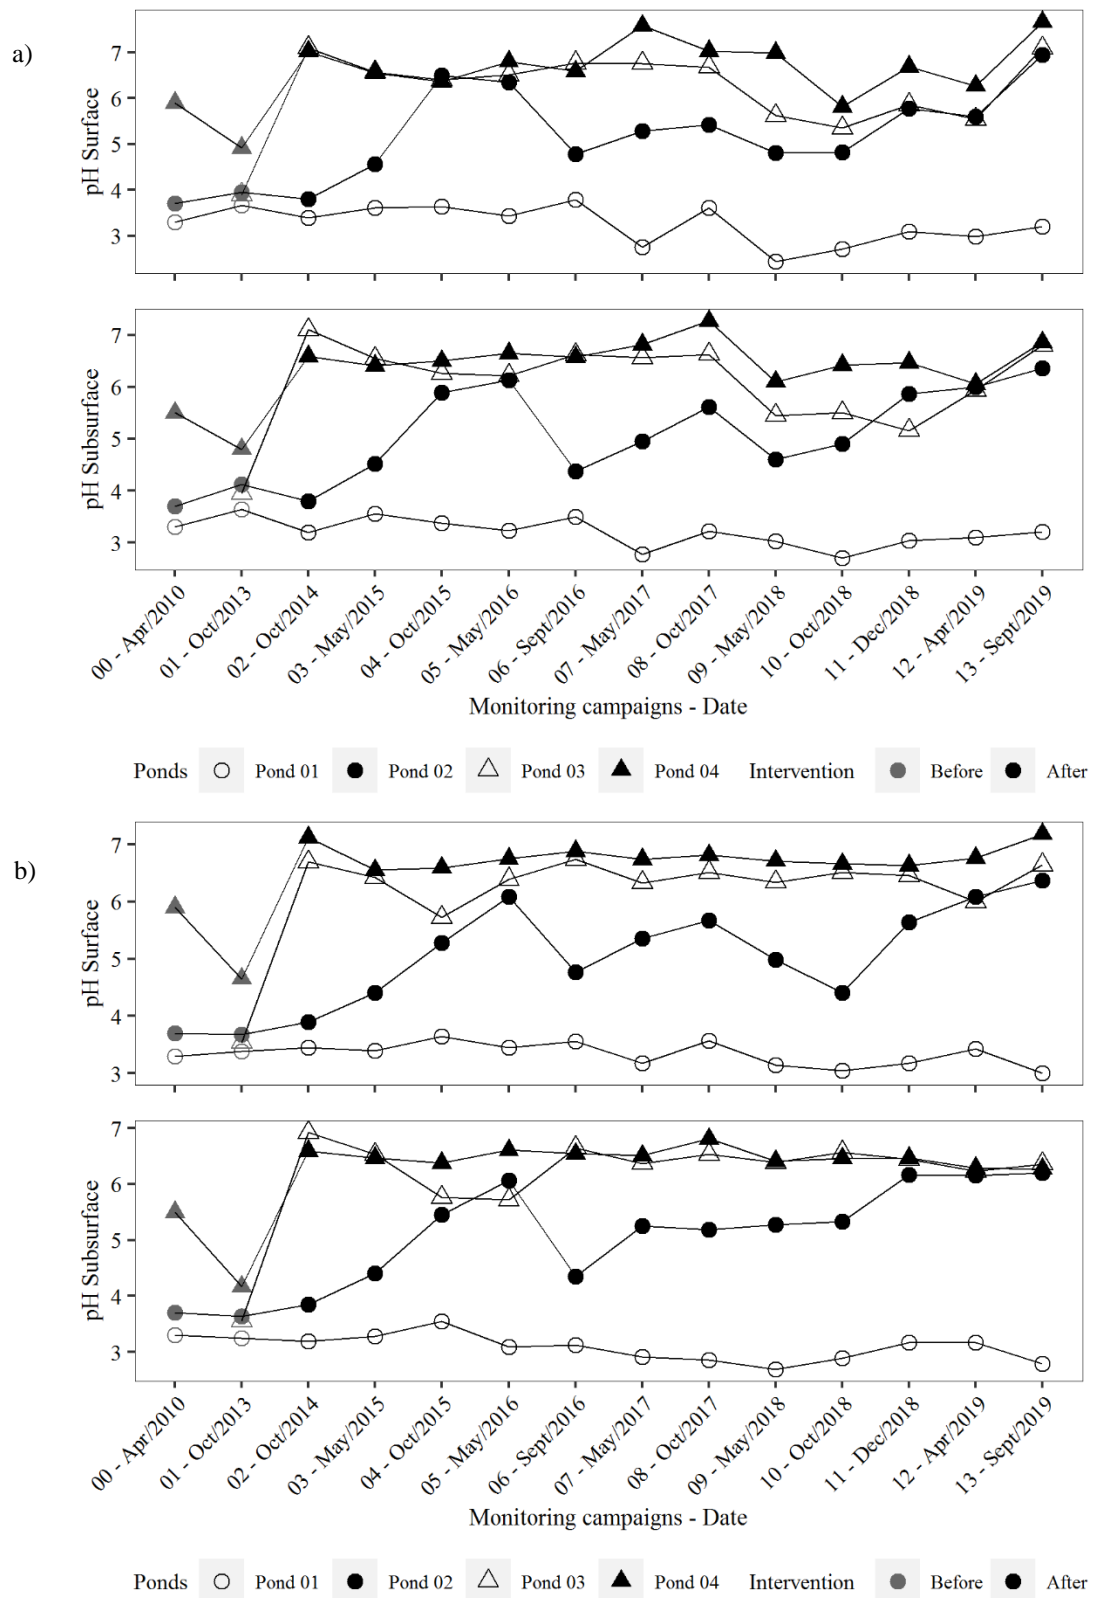 a)
pH Surface
7
6
5
4
3
pH Subsurface
7
6
5
4
3
00 - Apr/2010
01 - Oct/2013
02 - Oct/2014
03 - May/2015
04 - Oct/2015
05 - May/2016
06 - Sept/2016
07 - May/2017
08 - Oct/2017
09 - May/2018
10 - Oct/2018
11 - Dec/2018
12 - Apr/2019
13 - Sept/2019
Monitoring campaigns - Date
Ponds Pond 01 Pond 02 Pond 03 Pond 04 Intervention Before After
b)
pH Surface
7
6
5
4
3
pH Subsurface
7
6
5
4
3
00 - Apr/2010
01 - Oct/2013
02 - Oct/2014
03 - May/2015
04 - Oct/2015
05 - May/2016
06 - Sept/2016
07 - May/2017
08 - Oct/2017
09 - May/2018
10 - Oct/2018
11 - Dec/2018
12 - Apr/2019
13 - Sept/2019
Monitoring campaigns - Date
Ponds Pond 01 Pond 02 Pond 03 Pond 04 Intervention Before After